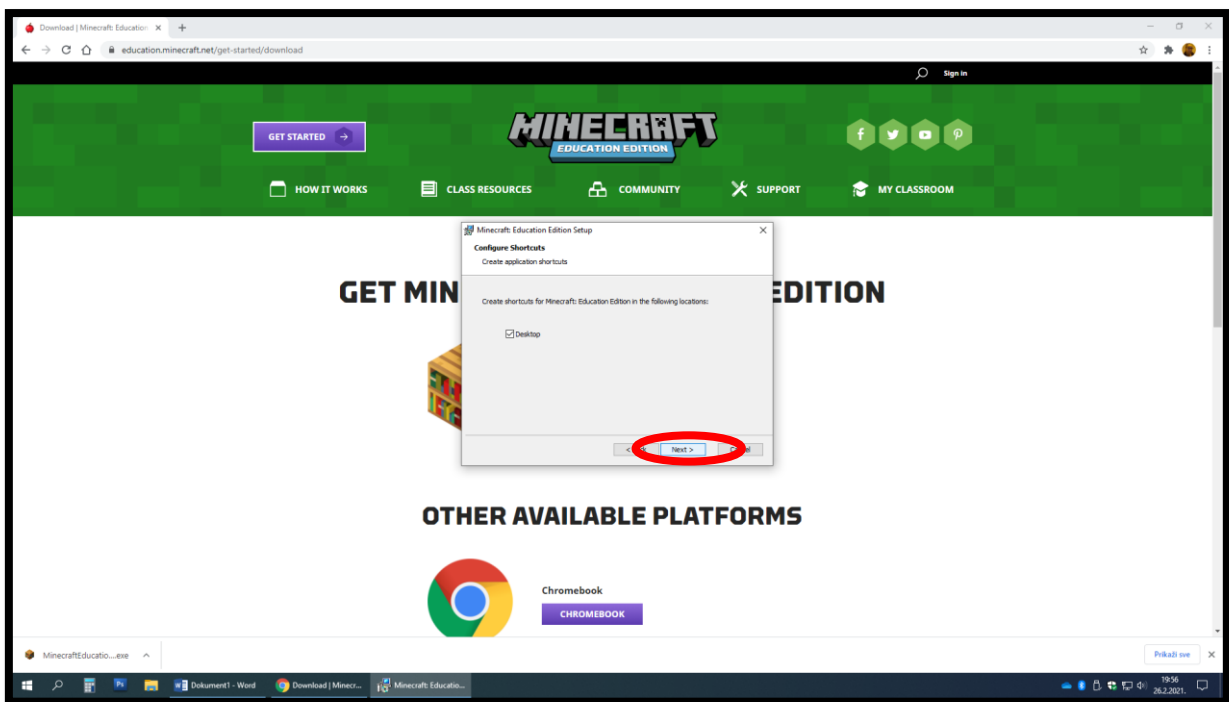 Download | Minecraft: Education
education.minecraft.net/get-started/download
Sign in
GET STARTED
MINECRAFT
EDUCATION EDITION
HOW IT WORKS
CLASS RESOURCES
COMMUNITY
SUPPORT
MY CLASSROOM
Minecraft: Education Edition Setup
Configure Shortcuts
Create application shortcuts
GET MIN EDITION
Create shortcuts for Minecraft: Education Edition in the following locations:
Desktop
Next >
OTHER AVAILABLE PLATFORMS
Chromebook
CHROMEBOOK
MinecraftEducatio....exe
Prikaži sve
Dokument1 - Word
Download | Minecr...
Minecraft: Educatio...
19:56
26.2.2021.